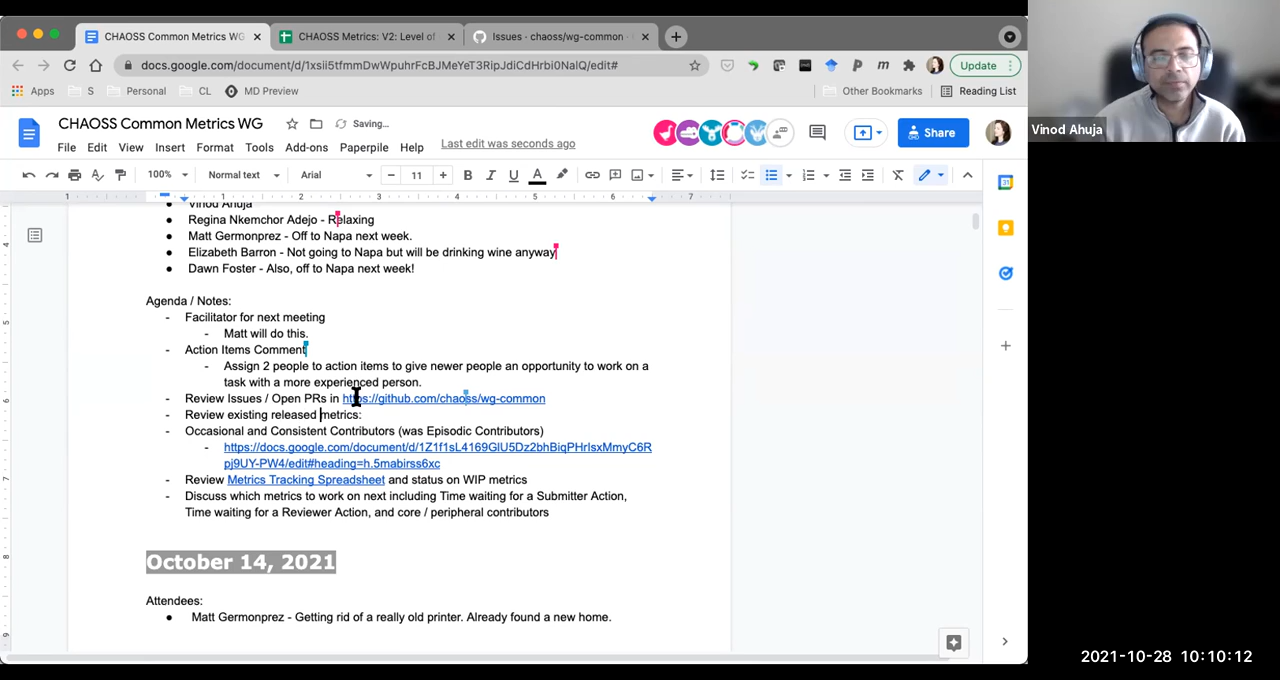 CHAOSS Common Metrics WG
CHAOSS Metrics: V2: Level of
Issues · chaoss/wg-common ·
docs.google.com/document/d/1xsii5tfmmDwWpuhrFcBJMeYeT3RipJdiCdHrbi0NalQ/edit#
Update
Apps
S
Personal
CL
MD Preview
Other Bookmarks
Reading List
CHAOSS Common Metrics WG
Saving...
File Edit View Insert Format Tools Add-ons Paperpile Help
Last edit was seconds ago
Share
100% Normal text Arial 11
1 1 2 3 4 5 6 7
Vinod Ahuja
Regina Nkemchor Adejo - Relaxing
Matt Germonprez - Off to Napa next week.
Elizabeth Barron - Not going to Napa but will be drinking wine anyway
Dawn Foster - Also, off to Napa next week!
Agenda / Notes:
- Facilitator for next meeting
- Matt will do this.
- Action Items Comment
- Assign 2 people to action items to give newer people an opportunity to work on a
task with a more experienced person.
- Review Issues / Open PRs in https://github.com/chaoss/wg-common
- Review existing released metrics:
- Occasional and Consistent Contributors (was Episodic Contributors)
- https://docs.google.com/document/d/1Z1f1sL4169GlU5Dz2bhBiqPHrIsxMmyC6R
pj9UY-PW4/edit#heading=h.5mabirss6xc
- Review Metrics Tracking Spreadsheet and status on WIP metrics
- Discuss which metrics to work on next including Time waiting for a Submitter Action,
Time waiting for a Reviewer Action, and core / peripheral contributors
October 14, 2021
Attendees:
Matt Germonprez - Getting rid of a really old printer. Already found a new home.
Vinod Ahuja
2021-10-28 10:10:12